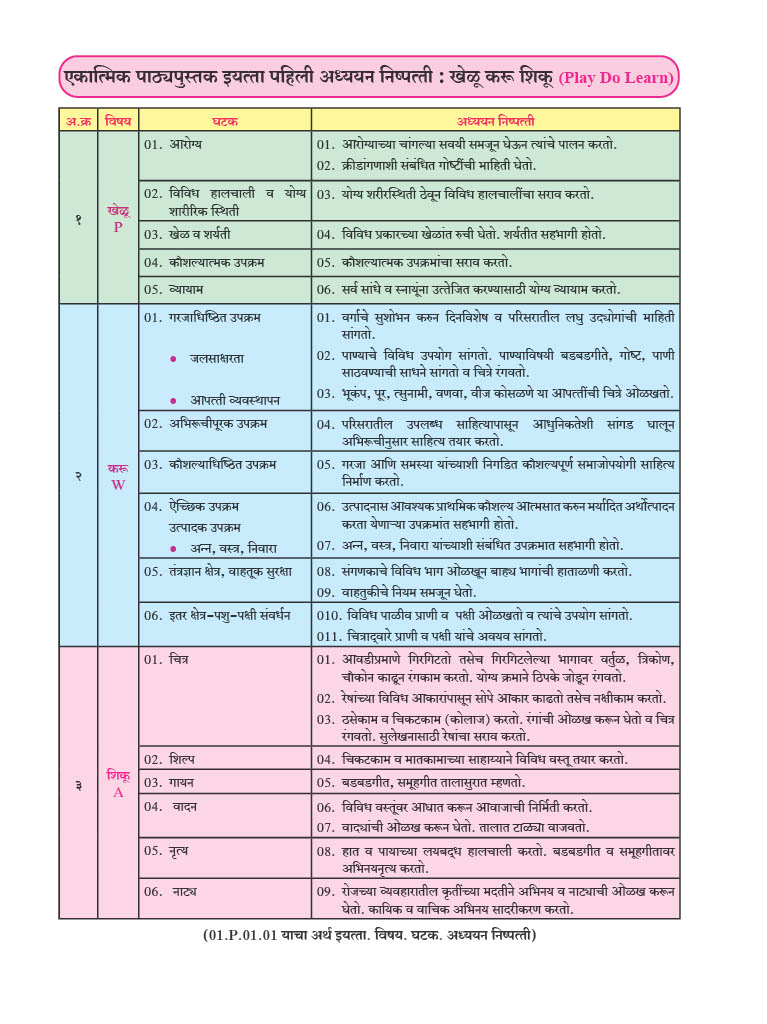 एकात्मिक पाठ्यपुस्तक इयत्ता पहिली अध्ययन निष्पत्ती : खेळू करू शिकू (Play Do Learn)
अ.क्र विषय घटक अध्ययन निष्पत्ती
१
खेळू
P
01. आरोग्य
01. आरोग्याच्या चांगल्या सवयी समजून घेऊन त्यांचे पालन करतो.
02. क्रीडांगणाशी संबंधित गोष्टींची माहिती घेतो.
02. विविध हालचाली व योग्य
शारीरिक स्थिती
03. योग्य शरीरस्थिती ठेवून विविध हालचालींचा सराव करतो.
03. खेळ व शर्यती
04. विविध प्रकारच्या खेळांत रुची घेतो. शर्यतीत सहभागी होतो.
04. कौशल्यात्मक उपक्रम
05. कौशल्यात्मक उपक्रमांचा सराव करतो.
05. व्यायाम
06. सर्व सांधे व स्नायूंना उत्तेजित करण्यासाठी योग्य व्यायाम करतो.
२
करू
W
01. गरजाधिष्ठित उपक्रम
● जलसाक्षरता
● आपत्ती व्यवस्थापन
01. वर्गाचे सुशोभन करुन दिनविशेष व परिसरातील लघु उद्योगांची माहिती
सांगतो.
02. पाण्याचे विविध उपयोग सांगतो. पाण्याविषयी बडबडगीते, गोष्ट, पाणी
साठवण्याची साधने सांगतो व चित्रे रंगवतो.
03. भूकंप, पूर, त्सुनामी, वणवा, वीज कोसळणे या आपत्तींची चित्रे ओळखतो.
02. अभिरूचीपूरक उपक्रम
04. परिसरातील उपलब्ध साहित्यापासून आधुनिकतेशी सांगड घालून
अभिरूचीनुसार साहित्य तयार करतो.
03. कौशल्याधिष्ठित उपक्रम
05. गरजा आणि समस्या यांच्याशी निगडित कौशल्यपूर्ण समाजोपयोगी साहित्य
निर्माण करतो.
04. ऐच्छिक उपक्रम
उत्पादक उपक्रम
● अन्न, वस्त्र, निवारा
06. उत्पादनास आवश्यक प्राथमिक कौशल्य आत्मसात करुन मर्यादित अर्थोत्पादन
करता येणाऱ्या उपक्रमांत सहभागी होतो.
07. अन्न, वस्त्र, निवारा यांच्याशी संबंधित उपक्रमात सहभागी होतो.
05. तंत्रज्ञान क्षेत्र, वाहतूक सुरक्षा
08. संगणकाचे विविध भाग ओळखून बाह्य भागांची हाताळणी करतो.
09. वाहतुकीचे नियम समजून घेतो.
06. इतर क्षेत्र-पशु-पक्षी संवर्धन
010. विविध पाळीव प्राणी व पक्षी ओळखतो व त्यांचे उपयोग सांगतो.
011. चित्राद्वारे प्राणी व पक्षी यांचे अवयव सांगतो.
३
शिकू
A
01. चित्र
01. आवडीप्रमाणे गिरगिटतो तसेच गिरगिटलेल्या भागावर वर्तुळ, त्रिकोण,
चौकोन काढून रंगकाम करतो. योग्य क्रमाने ठिपके जोडून रंगवतो.
02. रेषांच्या विविध आकारांपासून सोपे आकार काढतो तसेच नक्षीकाम करतो.
03. ठसेकाम व चिकटकाम (कोलाज) करतो. रंगांची ओळख करून घेतो व चित्र
रंगवतो. सुलेखनासाठी रेषांचा सराव करतो.
02. शिल्प
04. चिकटकाम व मातकामाच्या साहाय्याने विविध वस्तू तयार करतो.
03. गायन
05. बडबडगीत, समूहगीत तालासुरात म्हणतो.
04. वादन
06. विविध वस्तूंवर आघात करून आवाजाची निर्मिती करतो.
07. वाद्यांची ओळख करून घेतो. तालात टाळ्या वाजवतो.
05. नृत्य
08. हात व पायाच्या लयबद्ध हालचाली करतो. बडबडगीत व समूहगीतावर
अभिनयनृत्य करतो.
06. नाट्य
09. रोजच्या व्यवहारातील कृतींच्या मदतीने अभिनय व नाट्याची ओळख करून
घेतो. कायिक व वाचिक अभिनय सादरीकरण करतो.
(01.P.01.01 याचा अर्थ इयत्ता. विषय. घटक. अध्ययन निष्पत्ती)